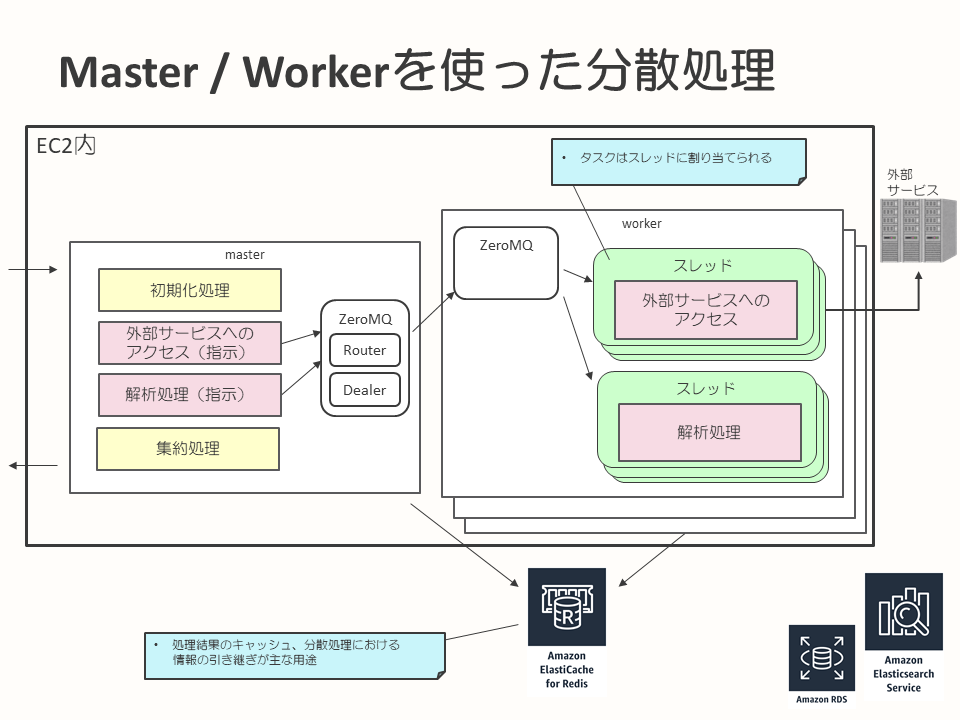 Master / Workerを使った分散処理
EC2内
• タスクはスレッドに割り当てられる
外部
サービス
master
初期化処理
外部サービスへの
アクセス（指示）
解析処理（指示）
集約処理
ZeroMQ
Router
Dealer
worker
ZeroMQ
スレッド
外部サービスへの
アクセス
スレッド
解析処理
• 処理結果のキャッシュ、分散処理における
情報の引き継ぎが主な用途
R
Amazon
ElastiCache
for Redis
Amazon RDS
Amazon
Elasticsearch
Service